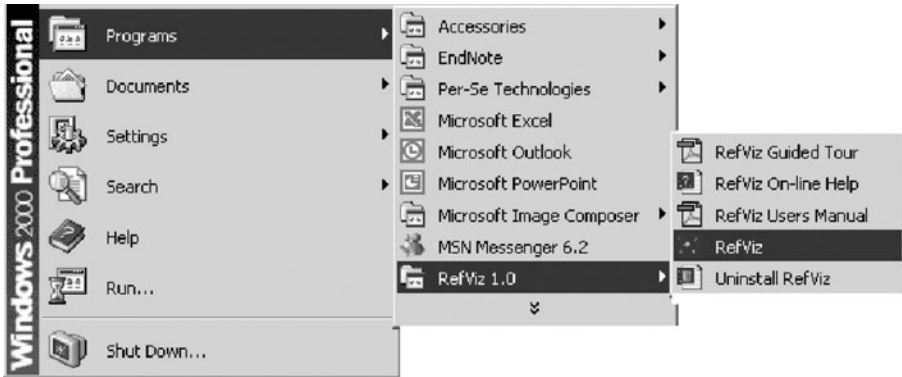 Windows 2000 Professional
Programs
Documents
Settings
Search
Help
Run...
Shut Down...
Accessories
EndNote
Per-Se Technologies
Microsoft Excel
Microsoft Outlook
Microsoft PowerPoint
Microsoft Image Composer
MSN Messenger 6.2
RefViz 1.0
RefViz Guided Tour
RefViz On-line Help
RefViz Users Manual
RefViz
Uninstall RefViz